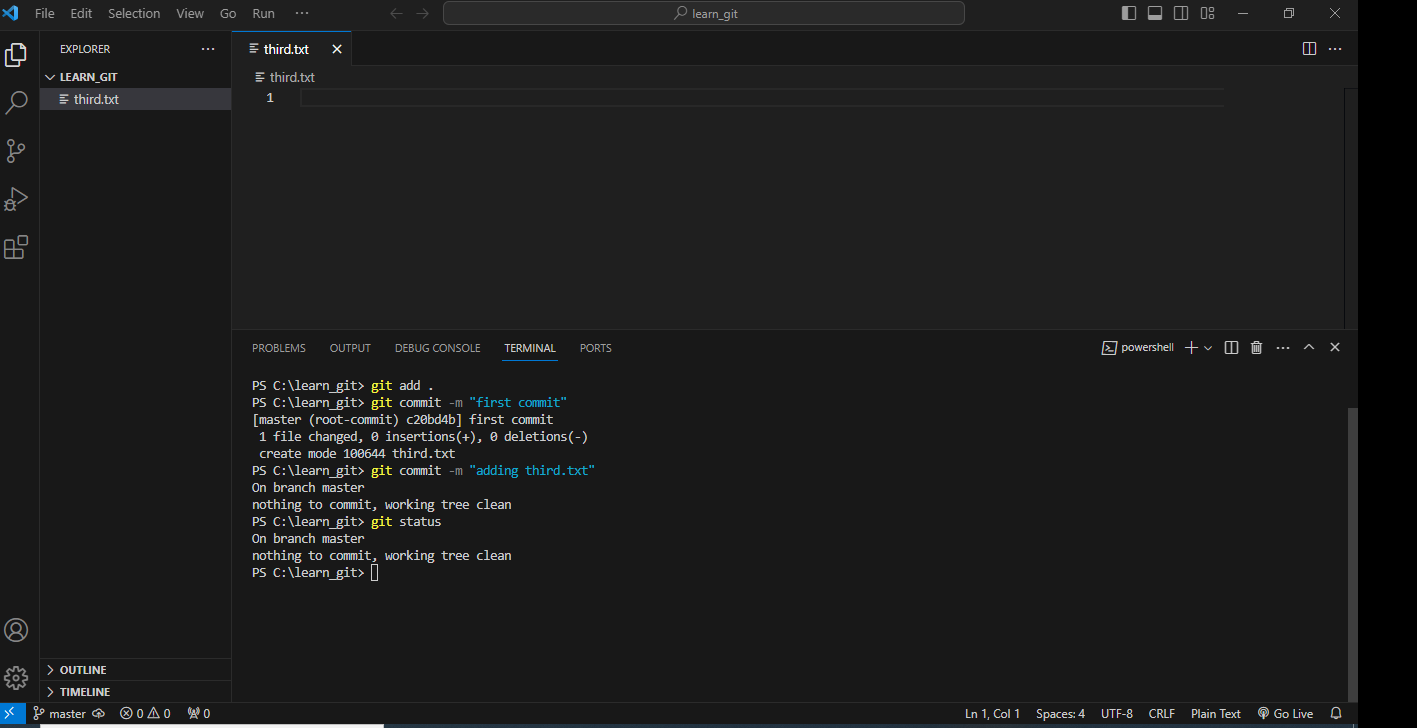 File Edit Selection View Go Run ···
learn_git
EXPLORER ···
LEARN_GIT
third.txt
third.txt
third.txt
1
PROBLEMS OUTPUT DEBUG CONSOLE TERMINAL PORTS
powershell
PS C:\learn_git> git add .
PS C:\learn_git> git commit -m "first commit"
[master (root-commit) c20bd4b] first commit
 1 file changed, 0 insertions(+), 0 deletions(-)
 create mode 100644 third.txt
PS C:\learn_git> git commit -m "adding third.txt"
On branch master
nothing to commit, working tree clean
PS C:\learn_git> git status
On branch master
nothing to commit, working tree clean
PS C:\learn_git>
OUTLINE
TIMELINE
master 0 0 0 Ln 1, Col 1 Spaces: 4 UTF-8 CRLF Plain Text Go Live